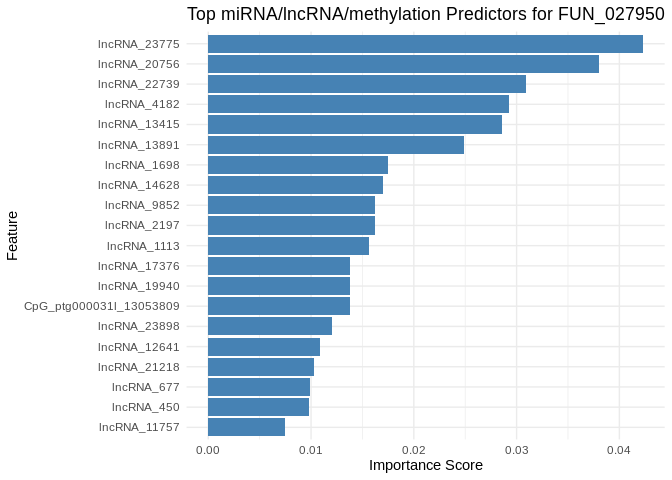 Top miRNA/lncRNA/methylation Predictors for FUN_027950
Feature
lncRNA_23775
lncRNA_20756
lncRNA_22739
lncRNA_4182
lncRNA_13415
lncRNA_13891
lncRNA_1698
lncRNA_14628
lncRNA_9852
lncRNA_2197
lncRNA_1113
lncRNA_17376
lncRNA_19940
CpG_ptg000031l_13053809
lncRNA_23898
lncRNA_12641
lncRNA_21218
lncRNA_677
lncRNA_450
lncRNA_11757
0.00 0.01 0.02 0.03 0.04
Importance Score